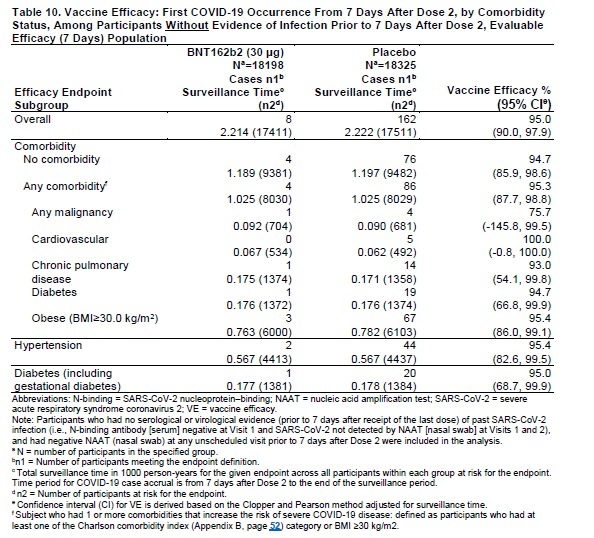 Table 10. Vaccine Efficacy: First COVID-19 Occurrence From 7 Days After Dose 2, by Comorbidity
Status, Among Participants Without Evidence of Infection Prior to 7 Days After Dose 2, Evaluable
Efficacy (7 Days) Population
BNT162b2 (30 μg) Placebo
Nᵃ=18198 Nᵃ=18325
Cases n1ᵇ Cases n1ᵇ
Efficacy Endpoint Surveillance Timeᶜ Surveillance Timeᶜ Vaccine Efficacy %
Subgroup (n2ᵈ) (n2ᵈ) (95% CIᵉ)
Overall 8 162 95.0
2.214 (17411) 2.222 (17511) (90.0, 97.9)
Comorbidity
No comorbidity 4 76 94.7
1.189 (9381) 1.197 (9482) (85.9, 98.6)
Any comorbidityᶠ 4 86 95.3
1.025 (8030) 1.025 (8029) (87.7, 98.8)
Any malignancy 1 4 75.7
0.092 (704) 0.090 (681) (-145.8, 99.5)
Cardiovascular 0 5 100.0
0.067 (534) 0.062 (492) (-0.8, 100.0)
Chronic pulmonary 1 14 93.0
disease 0.175 (1374) 0.171 (1358) (54.1, 99.8)
Diabetes 1 19 94.7
0.176 (1372) 0.176 (1374) (66.8, 99.9)
Obese (BMI≥30.0 kg/m²) 3 67 95.4
0.763 (6000) 0.782 (6103) (86.0, 99.1)
Hypertension 2 44 95.4
0.567 (4413) 0.567 (4437) (82.6, 99.5)
Diabetes (including 1 20 95.0
gestational diabetes) 0.177 (1381) 0.178 (1384) (68.7, 99.9)
Abbreviations: N-binding = SARS-CoV-2 nucleoprotein–binding; NAAT = nucleic acid amplification test; SARS-CoV-2 = severe
acute respiratory syndrome coronavirus 2; VE = vaccine efficacy.
Note: Participants who had no serological or virological evidence (prior to 7 days after receipt of the last dose) of past SARS-CoV-2
infection (i.e., N-binding antibody [serum] negative at Visit 1 and SARS-CoV-2 not detected by NAAT [nasal swab] at Visits 1 and 2),
and had negative NAAT (nasal swab) at any unscheduled visit prior to 7 days after Dose 2 were included in the analysis.
ᵃ N = number of participants in the specified group.
ᵇn1 = Number of participants meeting the endpoint definition.
ᶜ Total surveillance time in 1000 person-years for the given endpoint across all participants within each group at risk for the endpoint.
Time period for COVID-19 case accrual is from 7 days after Dose 2 to the end of the surveillance period.
ᵈ n2 = Number of participants at risk for the endpoint.
ᵉ Confidence interval (CI) for VE is derived based on the Clopper and Pearson method adjusted for surveillance time.
ᶠ Subject who had 1 or more comorbidities that increase the risk of severe COVID-19 disease: defined as participants who had at
least one of the Charlson comorbidity index (Appendix B, page 52) category or BMI ≥30 kg/m2.